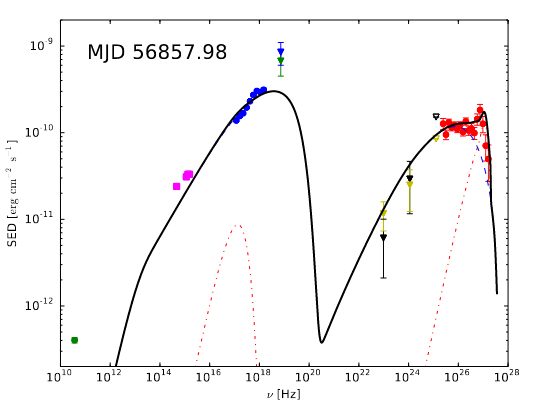 MJD 56857.98
10⁻⁹
10⁻¹⁰
10⁻¹¹
10⁻¹²
SED [erg cm⁻² s⁻¹]
10¹⁰ 10¹² 10¹⁴ 10¹⁶ 10¹⁸ 10²⁰ 10²² 10²⁴ 10²⁶ 10²⁸
ν [Hz]